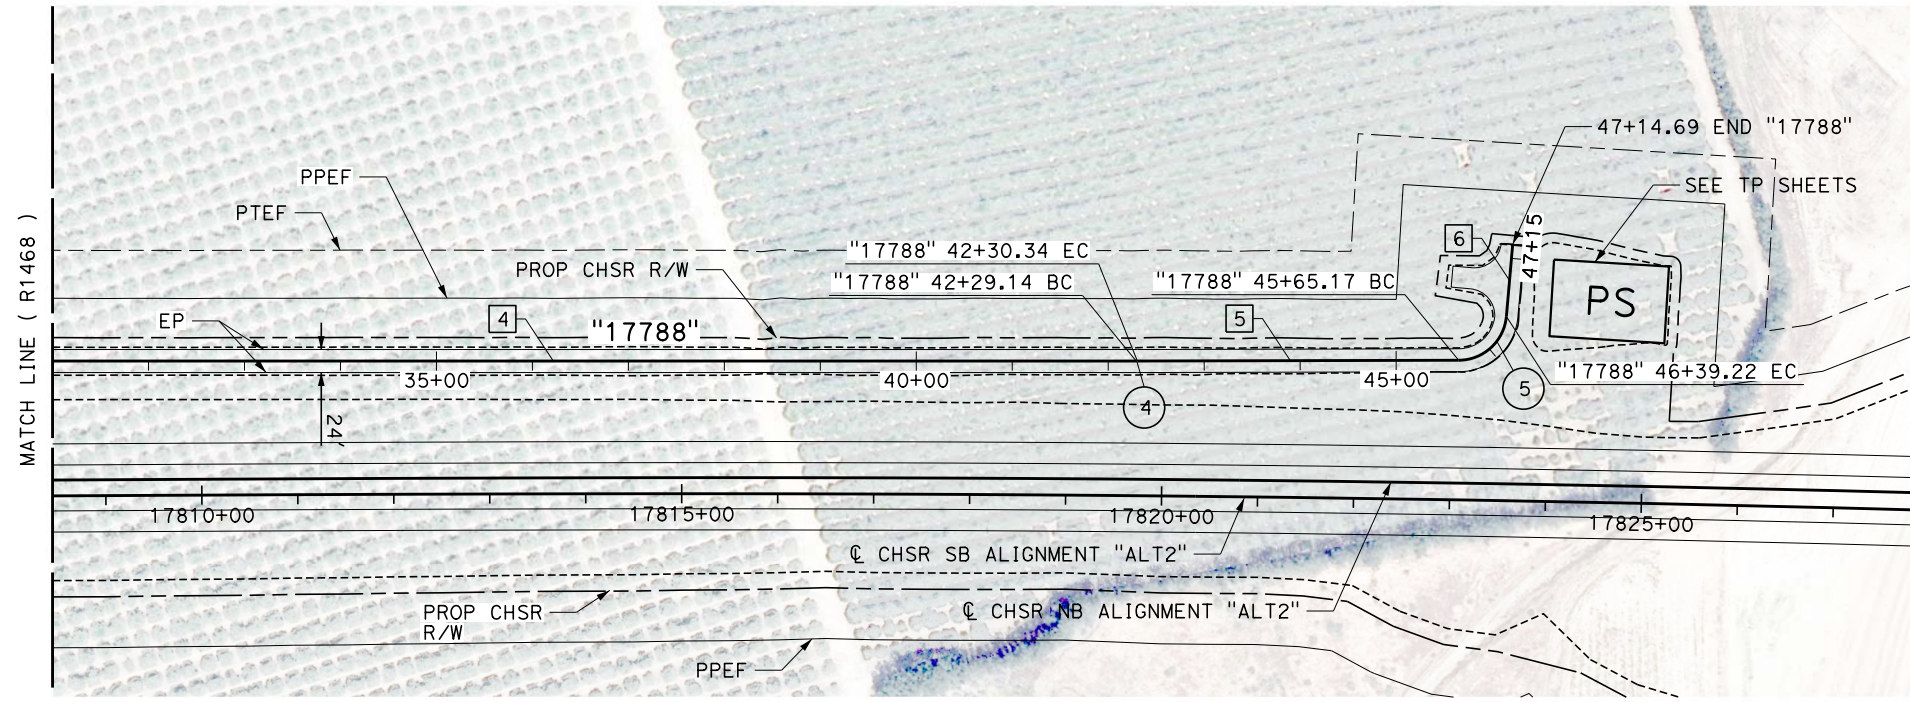 MATCH LINE ( R1468 )
47+14.69 END "17788"
PPEF
SEE TP SHEETS
PTEF
6
47+15
"17788" 42+30.34 EC
PROP CHSR R/W
"17788" 42+29.14 BC
"17788" 45+65.17 BC
PS
EP
4
"17788"
5
35+00
40+00
45+00
"17788" 46+39.22 EC
4
5
24'
17810+00
17815+00
17820+00
17825+00
℄ CHSR SB ALIGNMENT "ALT2"
PROP CHSR
R/W
℄ CHSR NB ALIGNMENT "ALT2"
PPEF